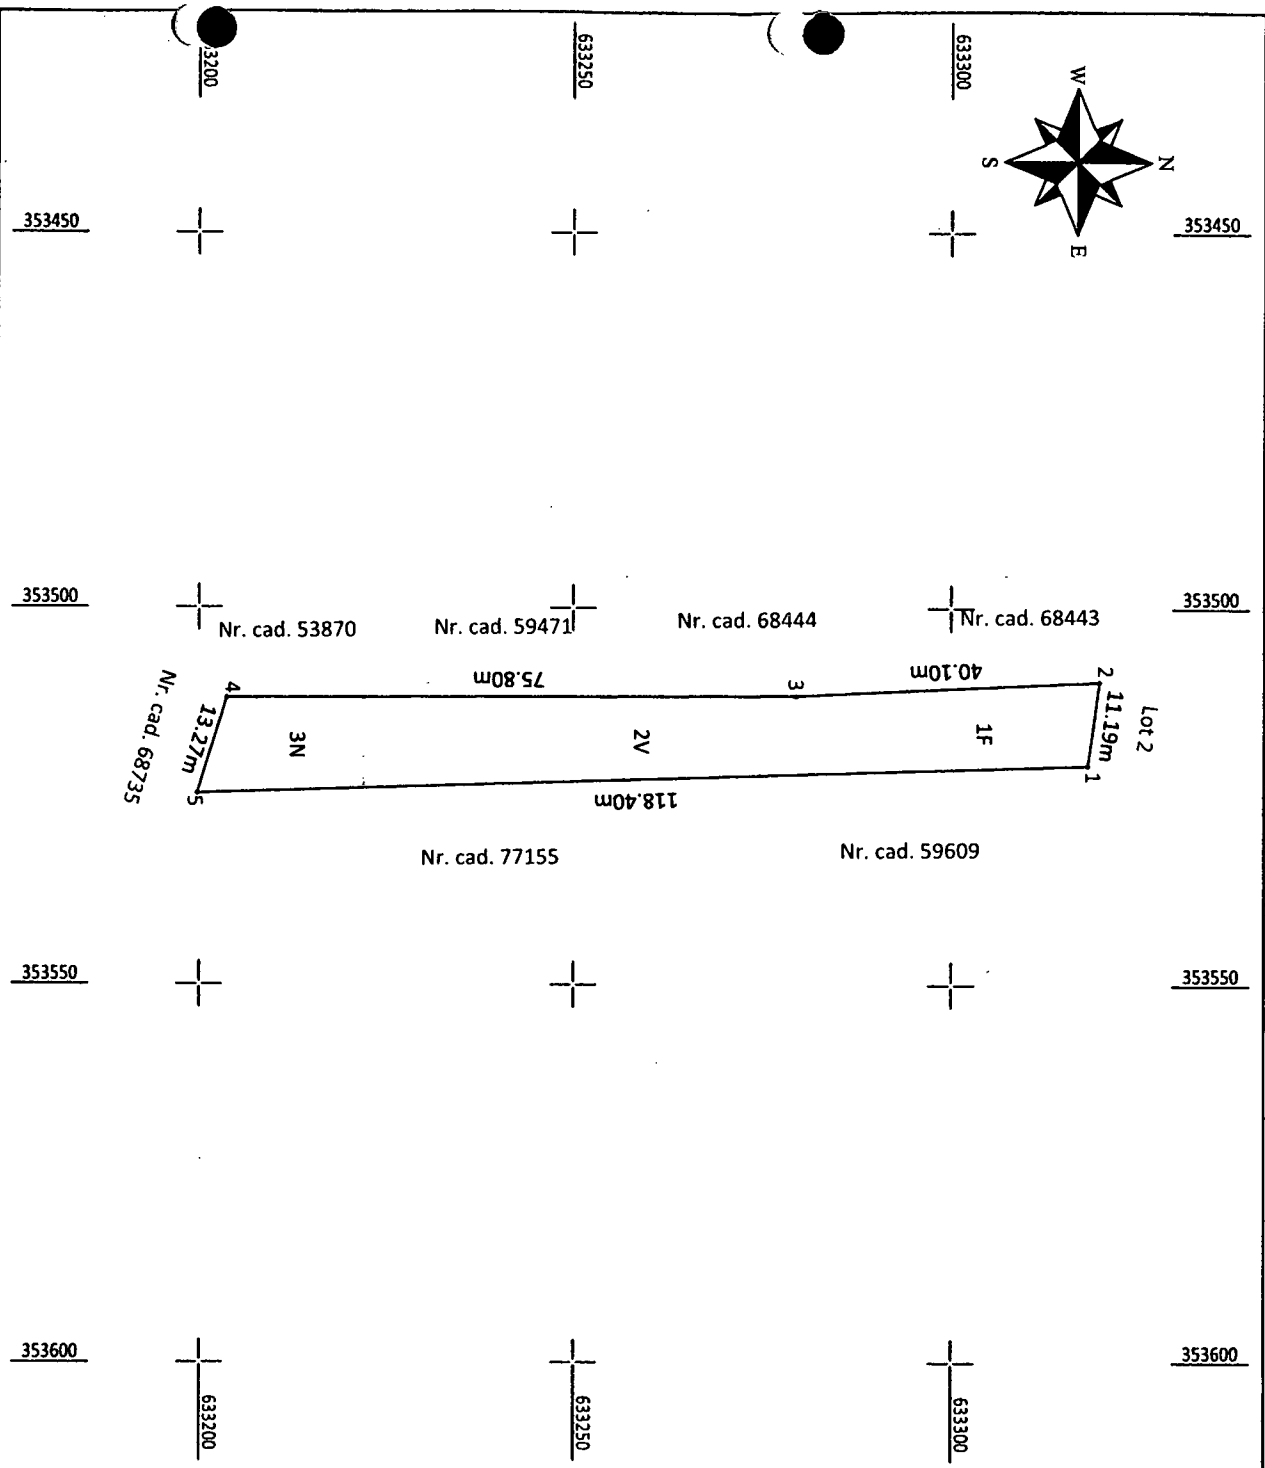 3200
633250
633300
W
N
S
E
353450
353450
353500
353500
Nr. cad. 53870
Nr. cad. 59471
Nr. cad. 68444
Nr. cad. 68443
4
75.80m
3
40.10m
2
Lot 2
11.19m
Nr. cad. 68735
13.27m
3N
2V
1F
1
5
118.40m
Nr. cad. 77155
Nr. cad. 59609
353550
353550
353600
353600
633200
633250
633300